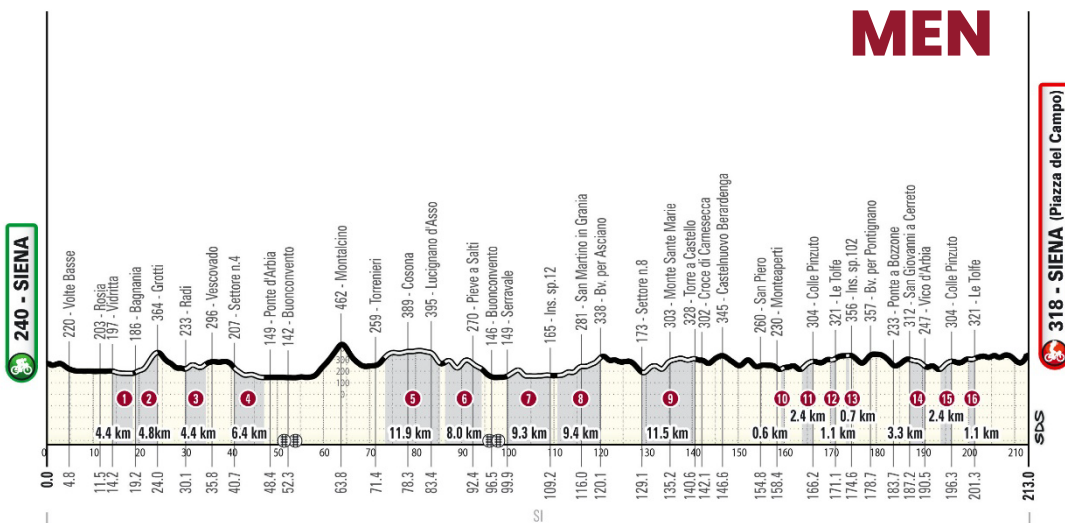 MEN
240 - SIENA
220 - Volte Basse
203 - Rosia
197 - Vidritta
186 - Bagnania
364 - Grotti
233 - Radi
296 - Vescovado
207 - Settore n.4
149 - Ponte d'Arbia
142 - Buonconvento
462 - Montalcino
259 - Torrenieri
389 - Cosona
395 - Lucignano d'Asso
270 - Pieve a Salti
146 - Buonconvento
149 - Serravale
165 - Ins. sp.12
281 - San Martino in Grania
338 - Bv. per Asciano
173 - Settore n.8
303 - Monte Sante Marie
328 - Torre a Castello
302 - Croce di Carnesecca
345 - Castelnuovo Berardenga
260 - San Piero
230 - Monteaperti
304 - Colle Pinzuto
321 - Le Tolfe
356 - Ins. sp.102
357 - Bv. per Pontignano
233 - Ponte a Bozzone
312 - San Giovanni a Cerreto
247 - Vico d'Arbia
304 - Colle Pinzuto
321 - Le Tolfe
318 - SIENA (Piazza del Campo)
300
200
100
0
1 2 3 4 5 6 7 8 9 10 11 12 13 14 15 16
4.4 km 4.8km 4.4 km 6.4 km 11.9 km 8.0 km 9.3 km 9.4 km 11.5 km 0.6 km 2.4 km 1.1 km 0.7 km 3.3 km 2.4 km 1.1 km
SDS
0 10 20 30 40 50 60 70 80 90 100 110 120 130 140 150 160 170 180 190 200 210
0.0 4.8 11.5 14.2 19.2 24.0 30.1 35.8 40.7 48.4 52.3 63.8 71.4 78.3 83.4 92.4 96.5 99.9 109.2 116.0 120.1 129.1 135.2 140.6 142.1 146.6 154.8 158.4 166.2 171.1 174.6 178.7 183.7 187.2 190.5 196.3 201.3 213.0
SI